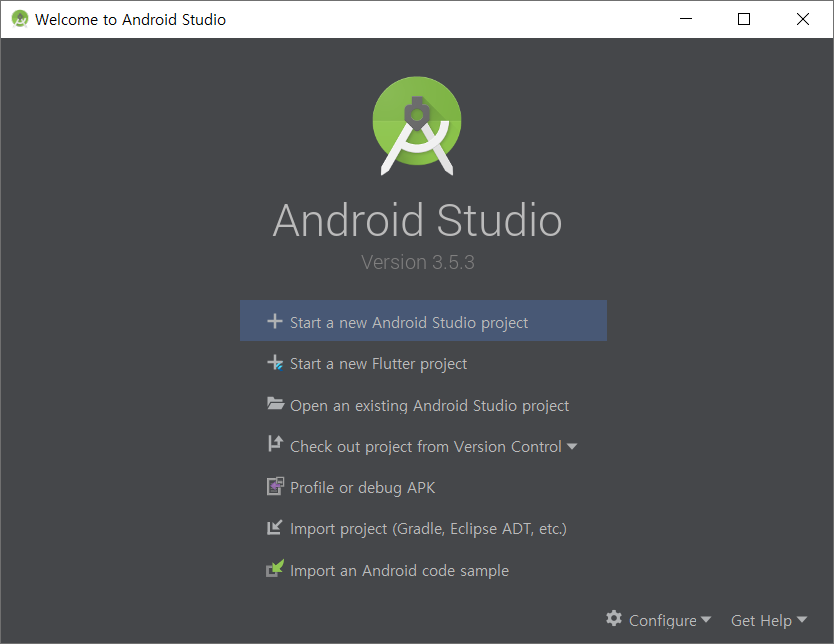 Welcome to Android Studio
Android Studio
Version 3.5.3
Start a new Android Studio project
Start a new Flutter project
Open an existing Android Studio project
Check out project from Version Control
Profile or debug APK
Import project (Gradle, Eclipse ADT, etc.)
Import an Android code sample
Configure Get Help